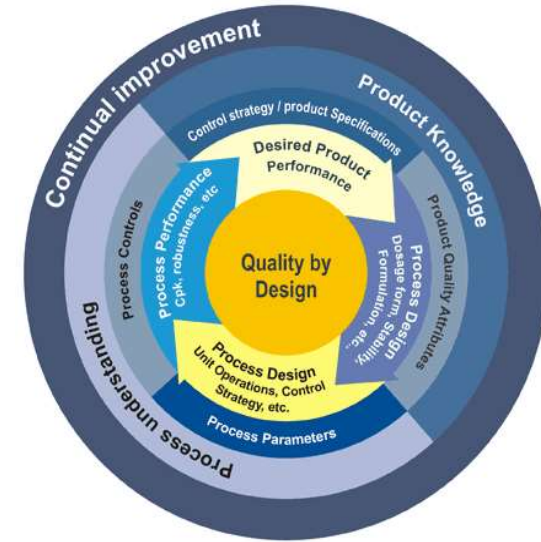 Continual improvement
Product Knowledge
Control strategy / product Specifications
Desired Product
Performance
Process Design
Dosage form, Stability,
Formulation, etc.,
Product Quality Attributes
Process Design
Unit Operations, Control
Strategy, etc.
Process Parameters
Process Performance
Cpk, robustness, etc
Process Controls
Process understanding
Quality by
Design